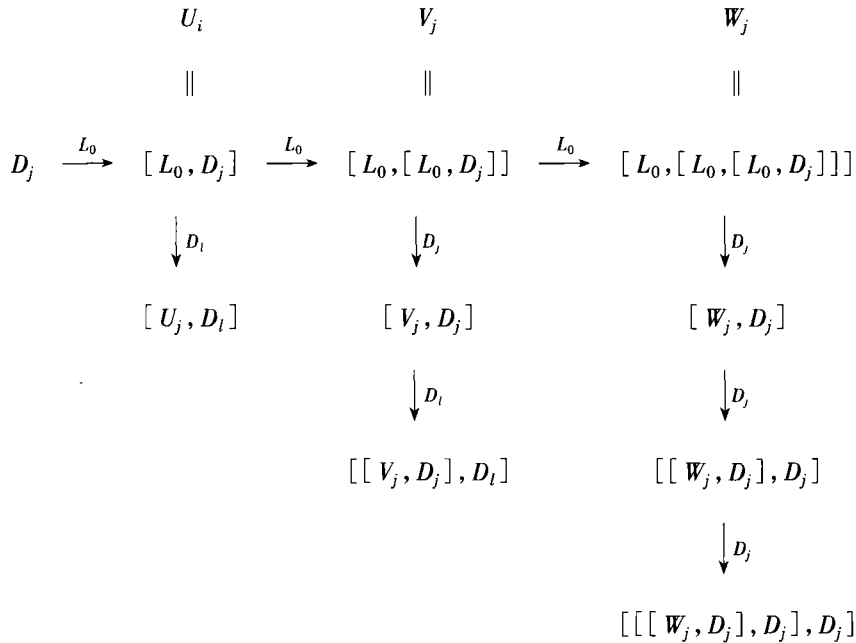 U_i V_j W_j
‖ ‖ ‖
D_j —L_0→ [L_0, D_j] —L_0→ [L_0, [L_0, D_j]] —L_0→ [L_0, [L_0, [L_0, D_j]]]
↓ D_l ↓ D_j ↓ D_j
[U_j, D_l] [V_j, D_j] [W_j, D_j]
↓ D_l ↓ D_j
[[V_j, D_j], D_l] [[W_j, D_j], D_j]
↓ D_j
[[[W_j, D_j], D_j], D_j]